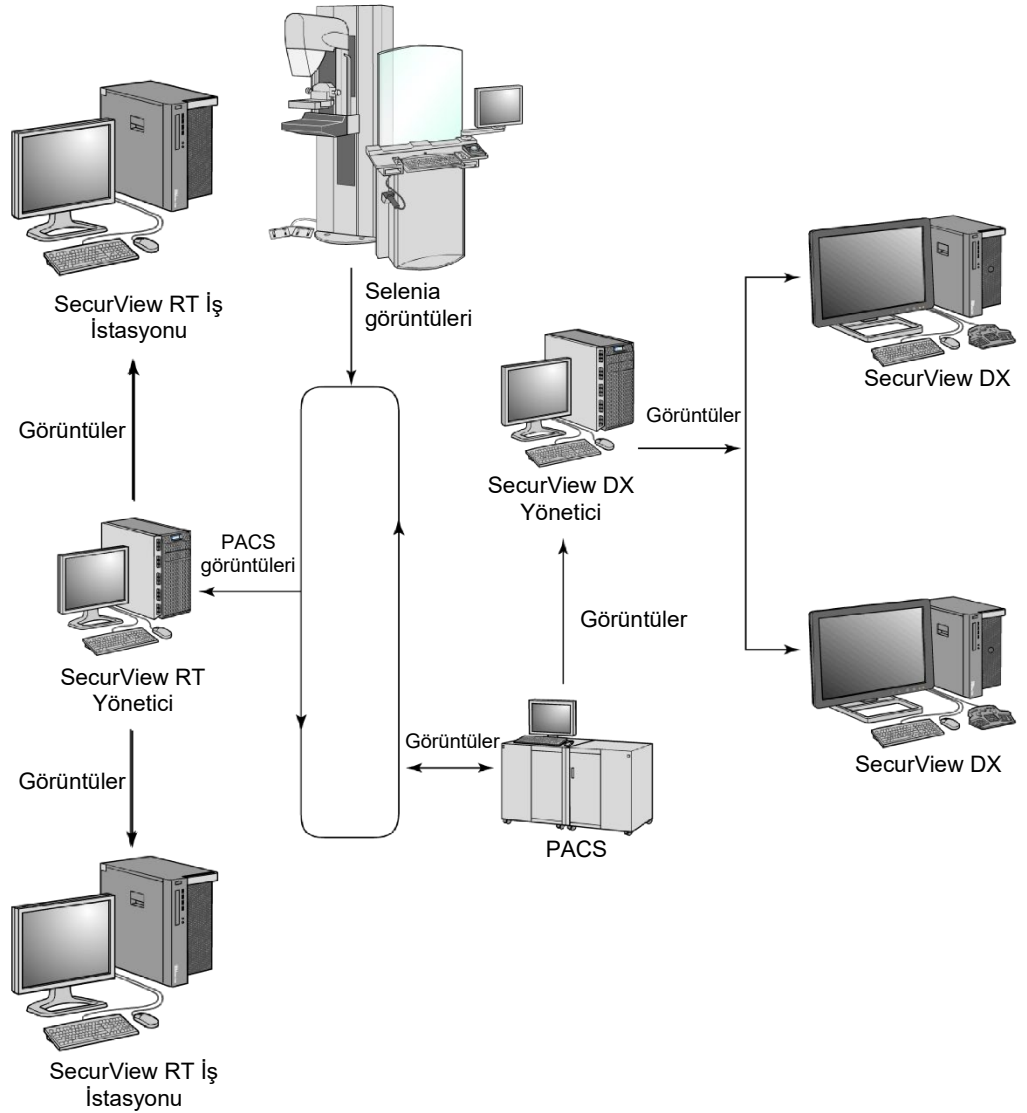 SecurView RT İş
İstasyonu
Selenia
görüntüleri
SecurView DX
Görüntüler
Görüntüler
SecurView DX
Yönetici
PACS
görüntüleri
Görüntüler
SecurView RT
Yönetici
Görüntüler
Görüntüler
SecurView DX
PACS
SecurView RT İş
İstasyonu